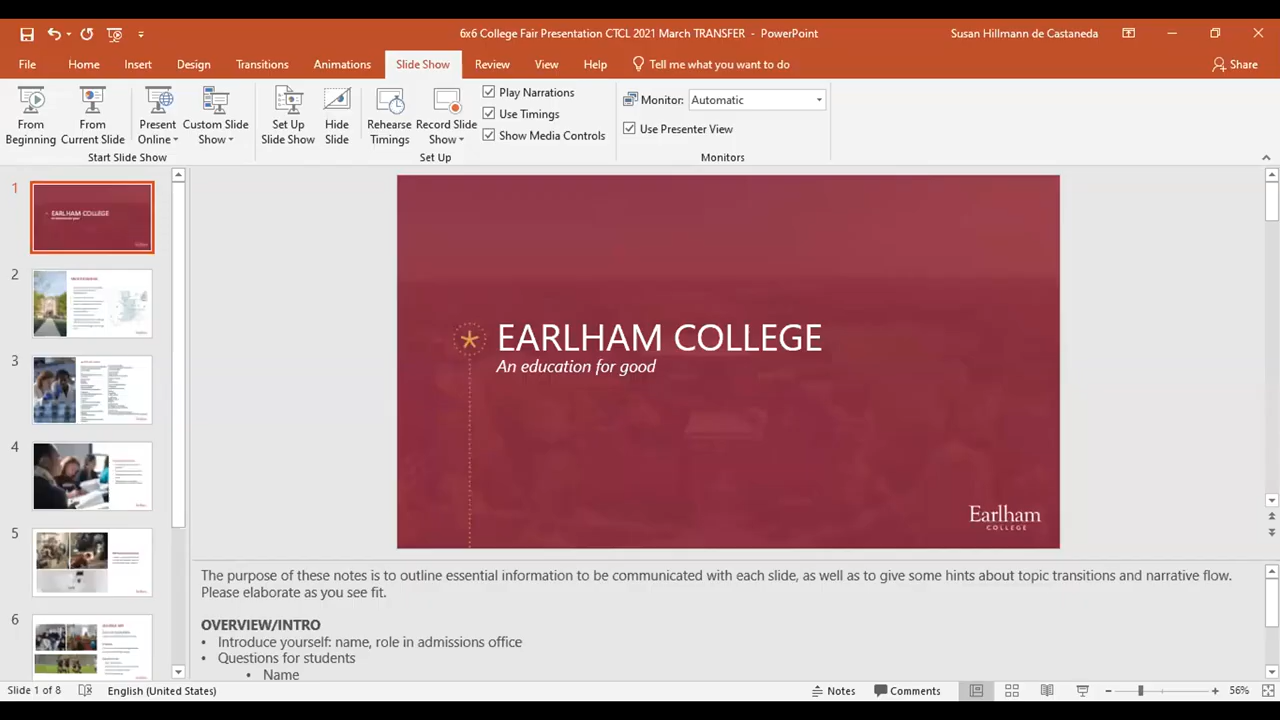 6x6 College Fair Presentation CTCL 2021 March TRANSFER - PowerPoint
Susan Hillmann de Castaneda
File Home Insert Design Transitions Animations Slide Show Review View Help Tell me what you want to do Share
From Beginning
From Current Slide
Present Online
Custom Slide Show
Start Slide Show
Set Up Slide Show
Hide Slide
Rehearse Timings
Record Slide Show
Play Narrations
Use Timings
Show Media Controls
Set Up
Monitor: Automatic
Use Presenter View
Monitors
1
EARLHAM COLLEGE
2
3
4
5
6
EARLHAM COLLEGE
An education for good
Earlham
COLLEGE
The purpose of these notes is to outline essential information to be communicated with each slide, as well as to give some hints about topic transitions and narrative flow.
Please elaborate as you see fit.
OVERVIEW/INTRO
• Introduce yourself: name, role in admissions office
• Questions for students
• Name
Slide 1 of 8 English (United States) Notes Comments 56%